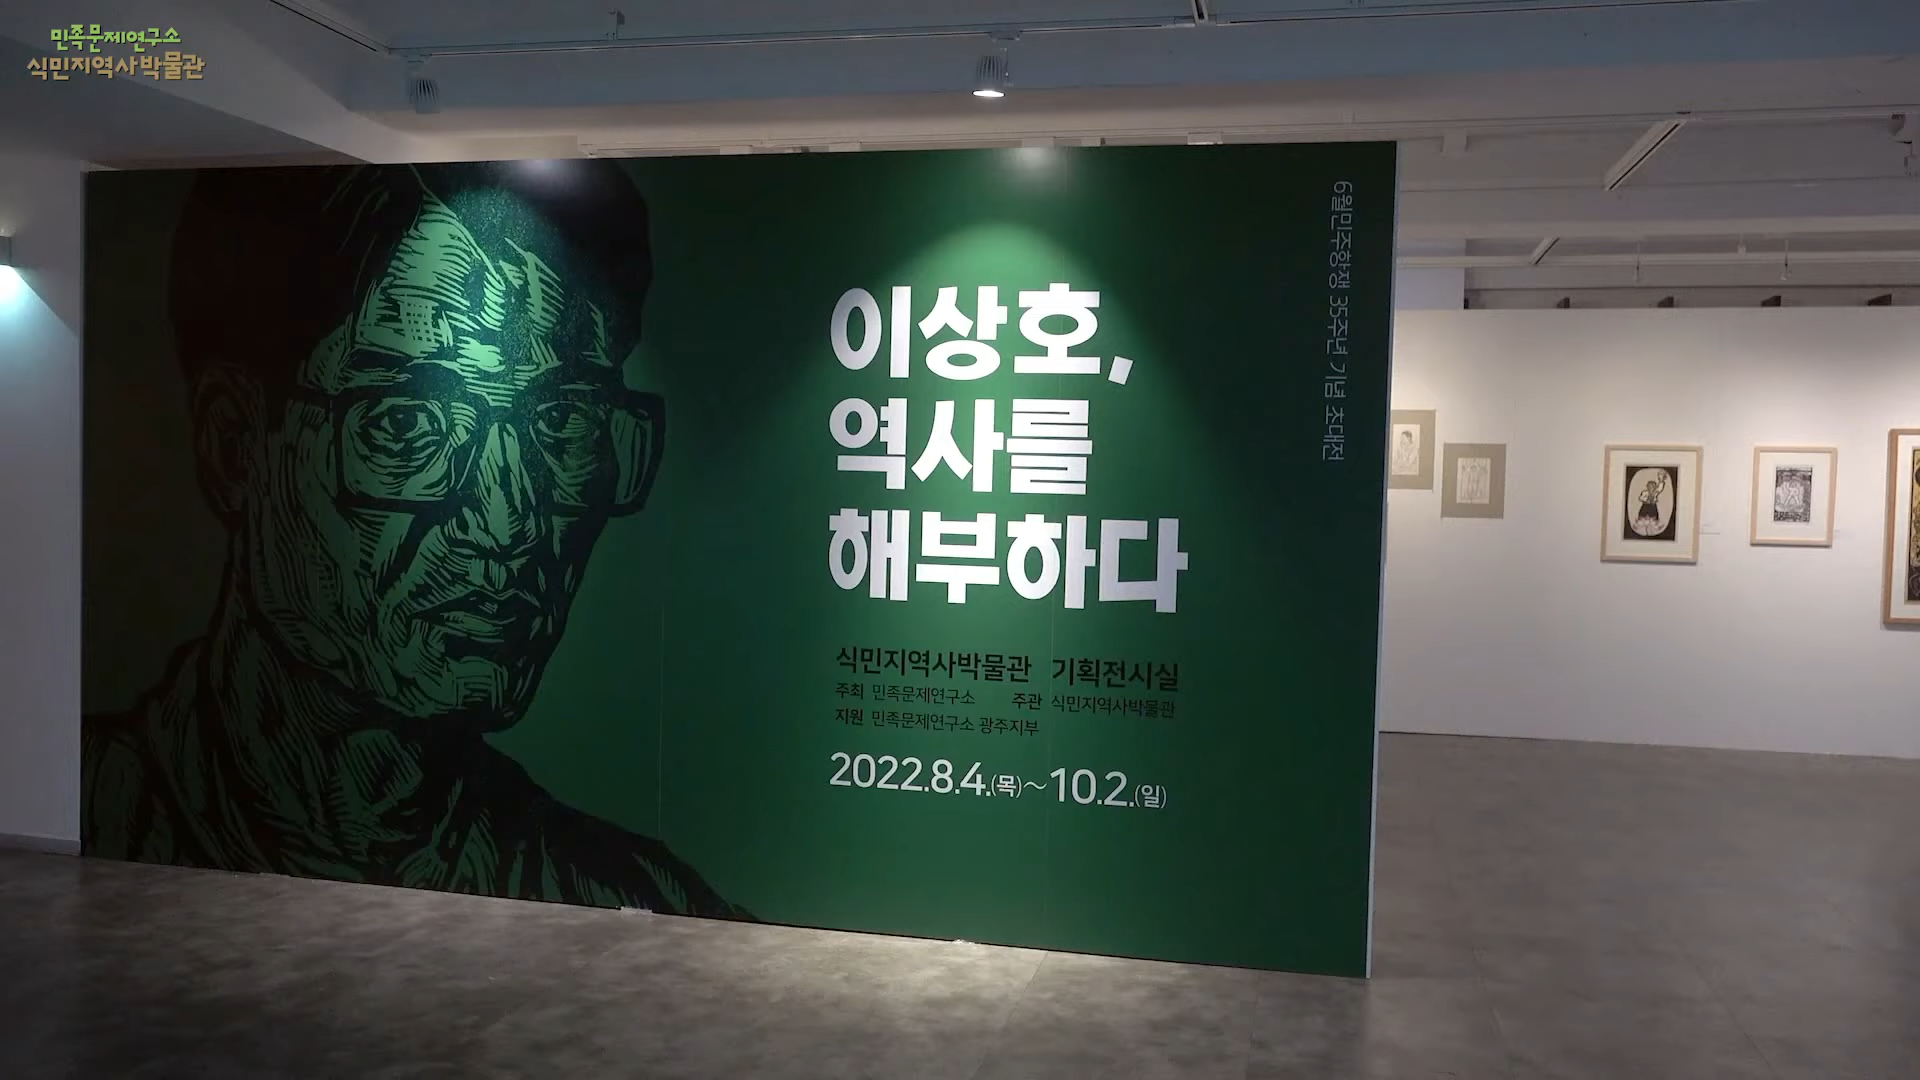 민족문제연구소
식민지역사박물관
6월민주항쟁 35주년 기념 초대전
이상호,
역사를
해부하다
식민지역사박물관 기획전시실
주최 민족문제연구소 주관 식민지역사박물관
지원 민족문제연구소 광주지부
2022.8.4.(목)~10.2.(일)